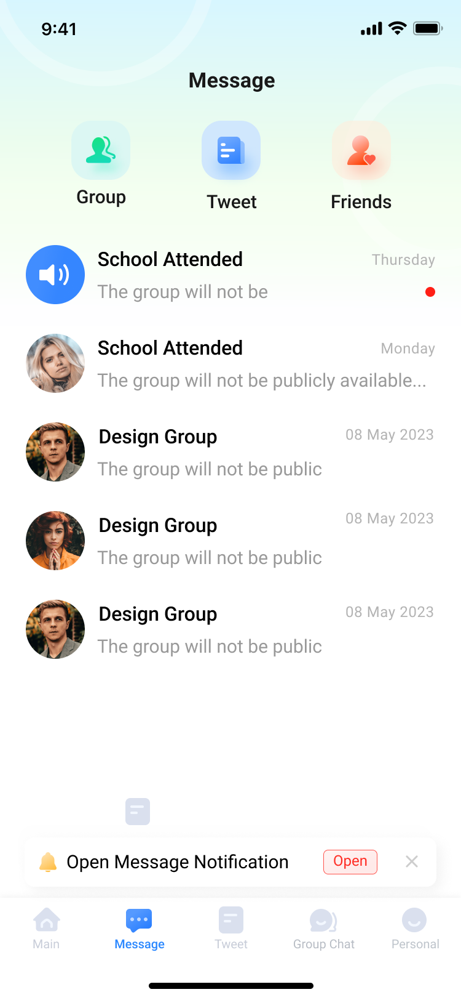 9:41
Message
Group
Tweet
Friends
School Attended
Thursday
The group will not be
School Attended
Monday
The group will not be publicly available...
Design Group
08 May 2023
The group will not be public
Design Group
08 May 2023
The group will not be public
Design Group
08 May 2023
The group will not be public
Open Message Notification
Open
Main
Message
Tweet
Group Chat
Personal